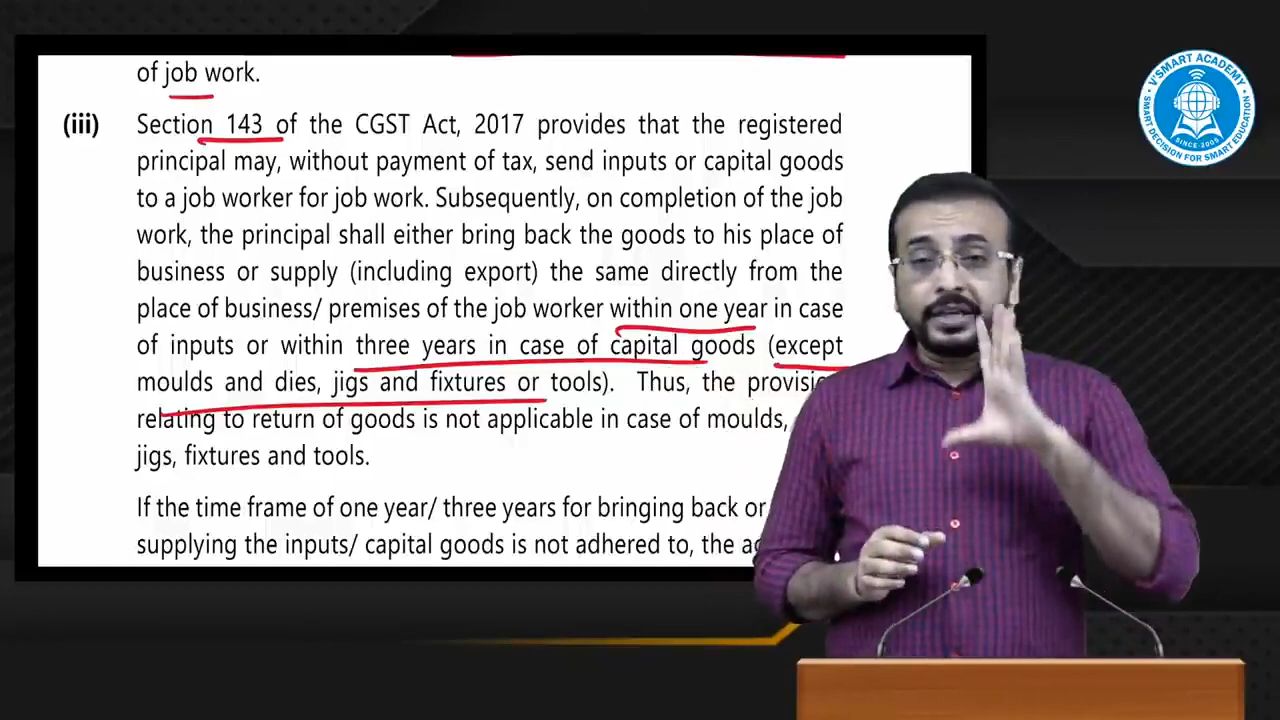 of job work.
(iii) Section 143 of the CGST Act, 2017 provides that the registered
principal may, without payment of tax, send inputs or capital goods
to a job worker for job work. Subsequently, on completion of the job
work, the principal shall either bring back the goods to his place of
business or supply (including export) the same directly from the
place of business/ premises of the job worker within one year in case
of inputs or within three years in case of capital goods (except
moulds and dies, jigs and fixtures or tools). Thus, the
relating to return of goods is not applicable in case of moulds,
jigs, fixtures and tools.
If the time frame of one year/ three years for bringing back or
supplying the inputs/ capital goods is not adhered to, the
V'SMART ACADEMY
SINCE-2005
SMART DECISION FOR SMART EDUCATION